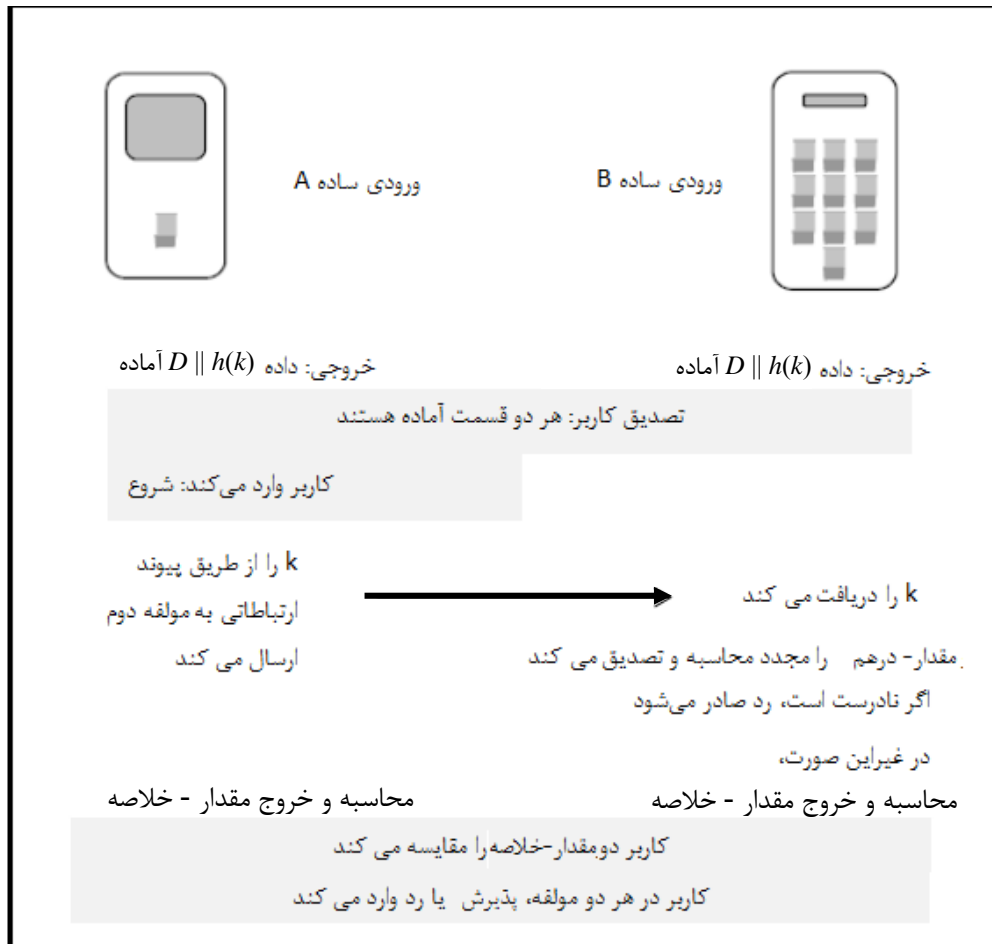 ورودی ساده B
ورودی ساده A
خروجی: داده D || h(k) آماده
خروجی: داده D || h(k) آماده
تصدیق کاربر: هر دو قسمت آماده هستند
کاربر وارد می‌کند: شروع
k را از طریق پیوند
ارتباطاتی به مولفه دوم
ارسال می کند
k را دریافت می کند
مقدار- درهم را مجدد محاسبه و تصدیق می کند
اگر نادرست است، رد صادر می‌شود
در غیراین صورت،
محاسبه و خروج مقدار - خلاصه
محاسبه و خروج مقدار - خلاصه
کاربر دومقدار-خلاصه را مقایسه می کند
کاربر در هر دو مولفه، پذیرش یا رد وارد می کند